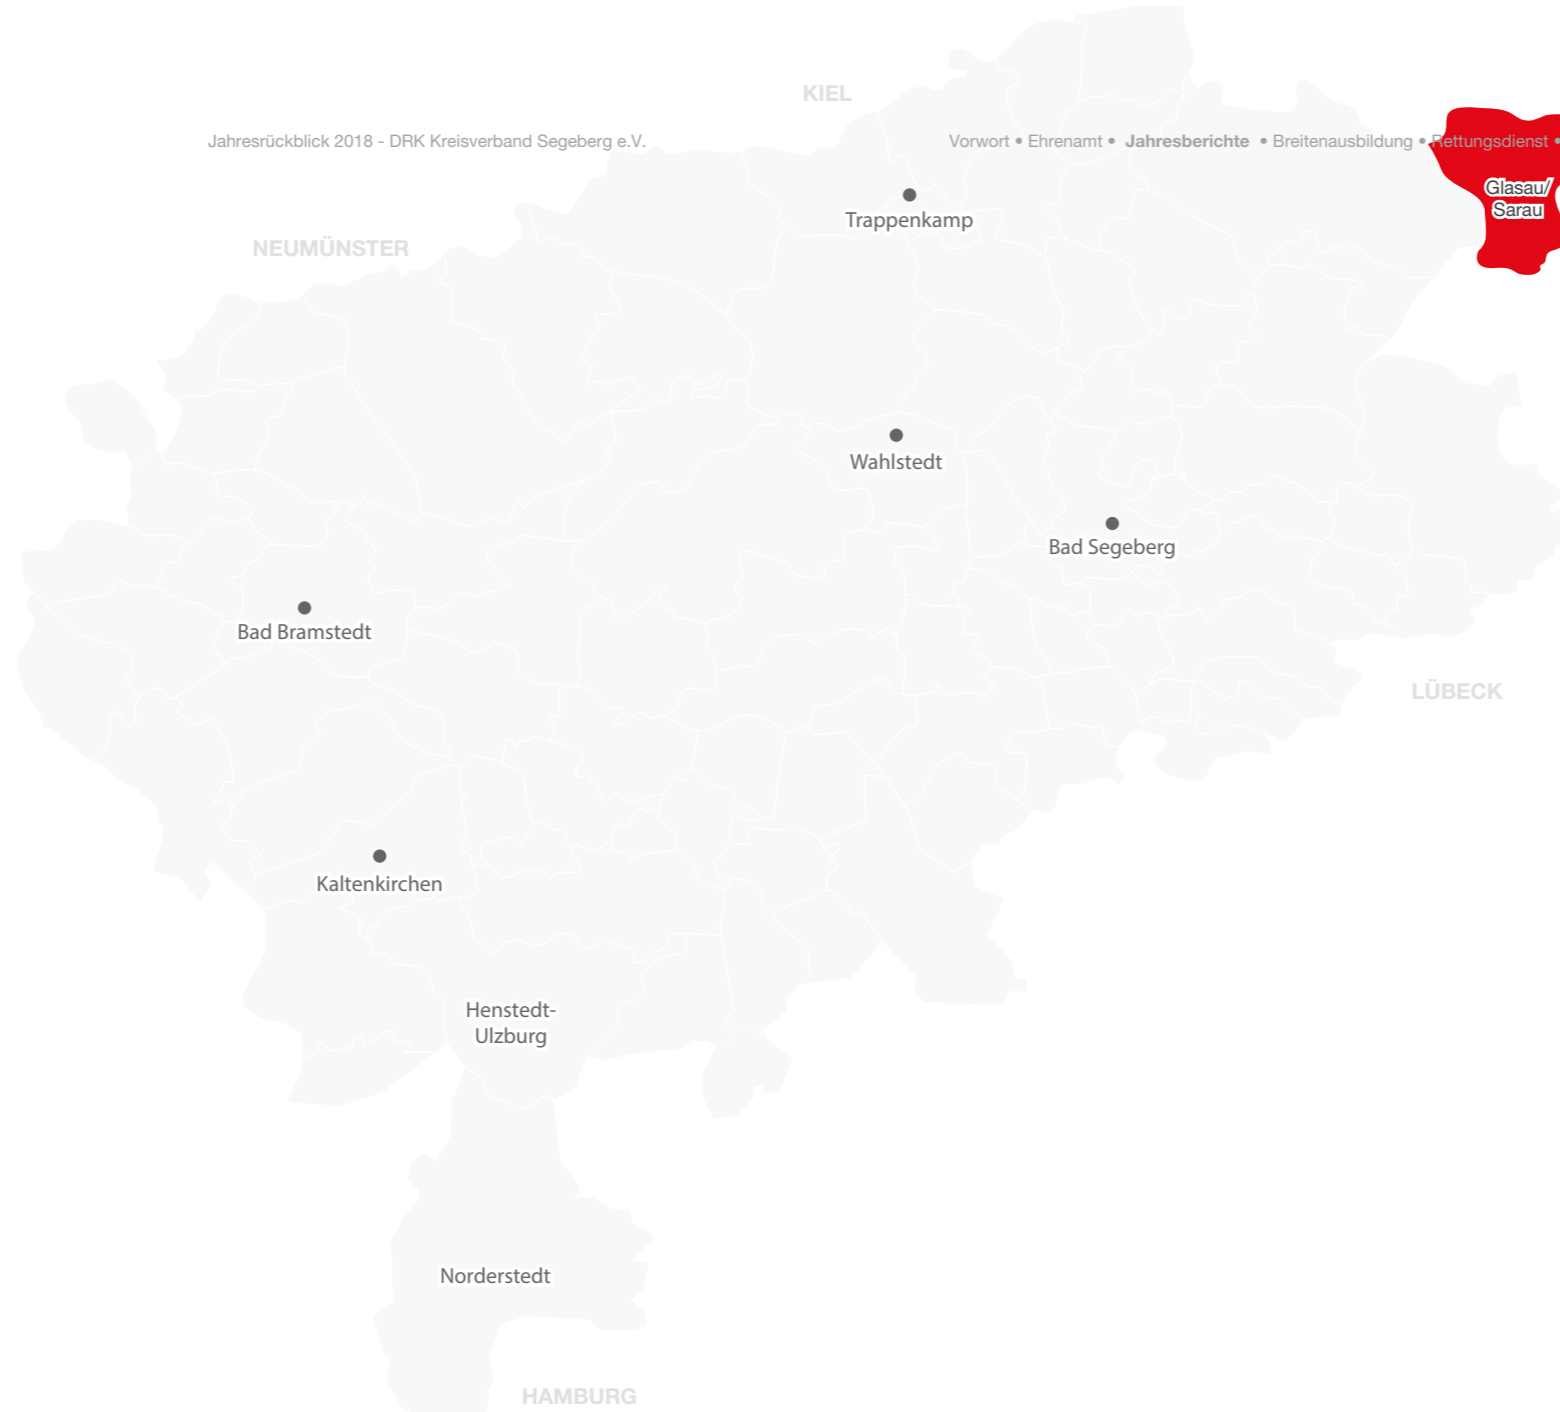 KIEL
Jahresrückblick 2018 - DRK Kreisverband Segeberg e.V.
Vorwort • Ehrenamt • Jahresberichte • Breitenausbildung • Rettungsdienst •
Glasau/
Sarau
Trappenkamp
NEUMÜNSTER
Wahlstedt
Bad Segeberg
Bad Bramstedt
LÜBECK
Kaltenkirchen
Henstedt-
Ulzburg
Norderstedt
HAMBURG